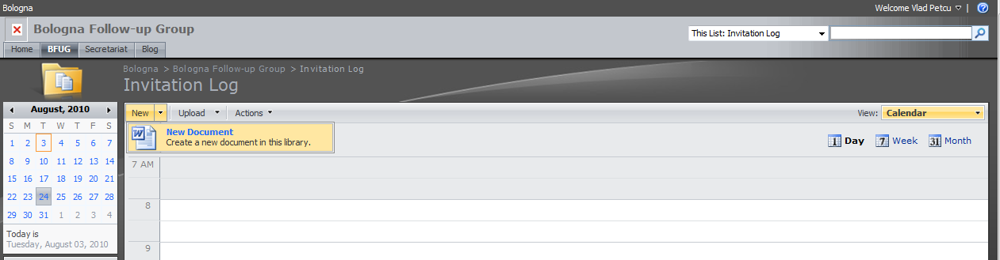 Bologna
Welcome Vlad Petcu
Bologna Follow-up Group
This List: Invitation Log
Home BFUG Secretariat Blog
Bologna > Bologna Follow-up Group > Invitation Log
Invitation Log
August, 2010
New Upload Actions View: Calendar
S M T W T F S
1 2 3 4 5 6 7
8 9 10 11 12 13 14
15 16 17 18 19 20 21
22 23 24 25 26 27 28
29 30 31 1 2 3 4
Today is
Tuesday, August 03, 2010
New Document
Create a new document in this library.
1 Day 7 Week 31 Month
7 AM
8
9